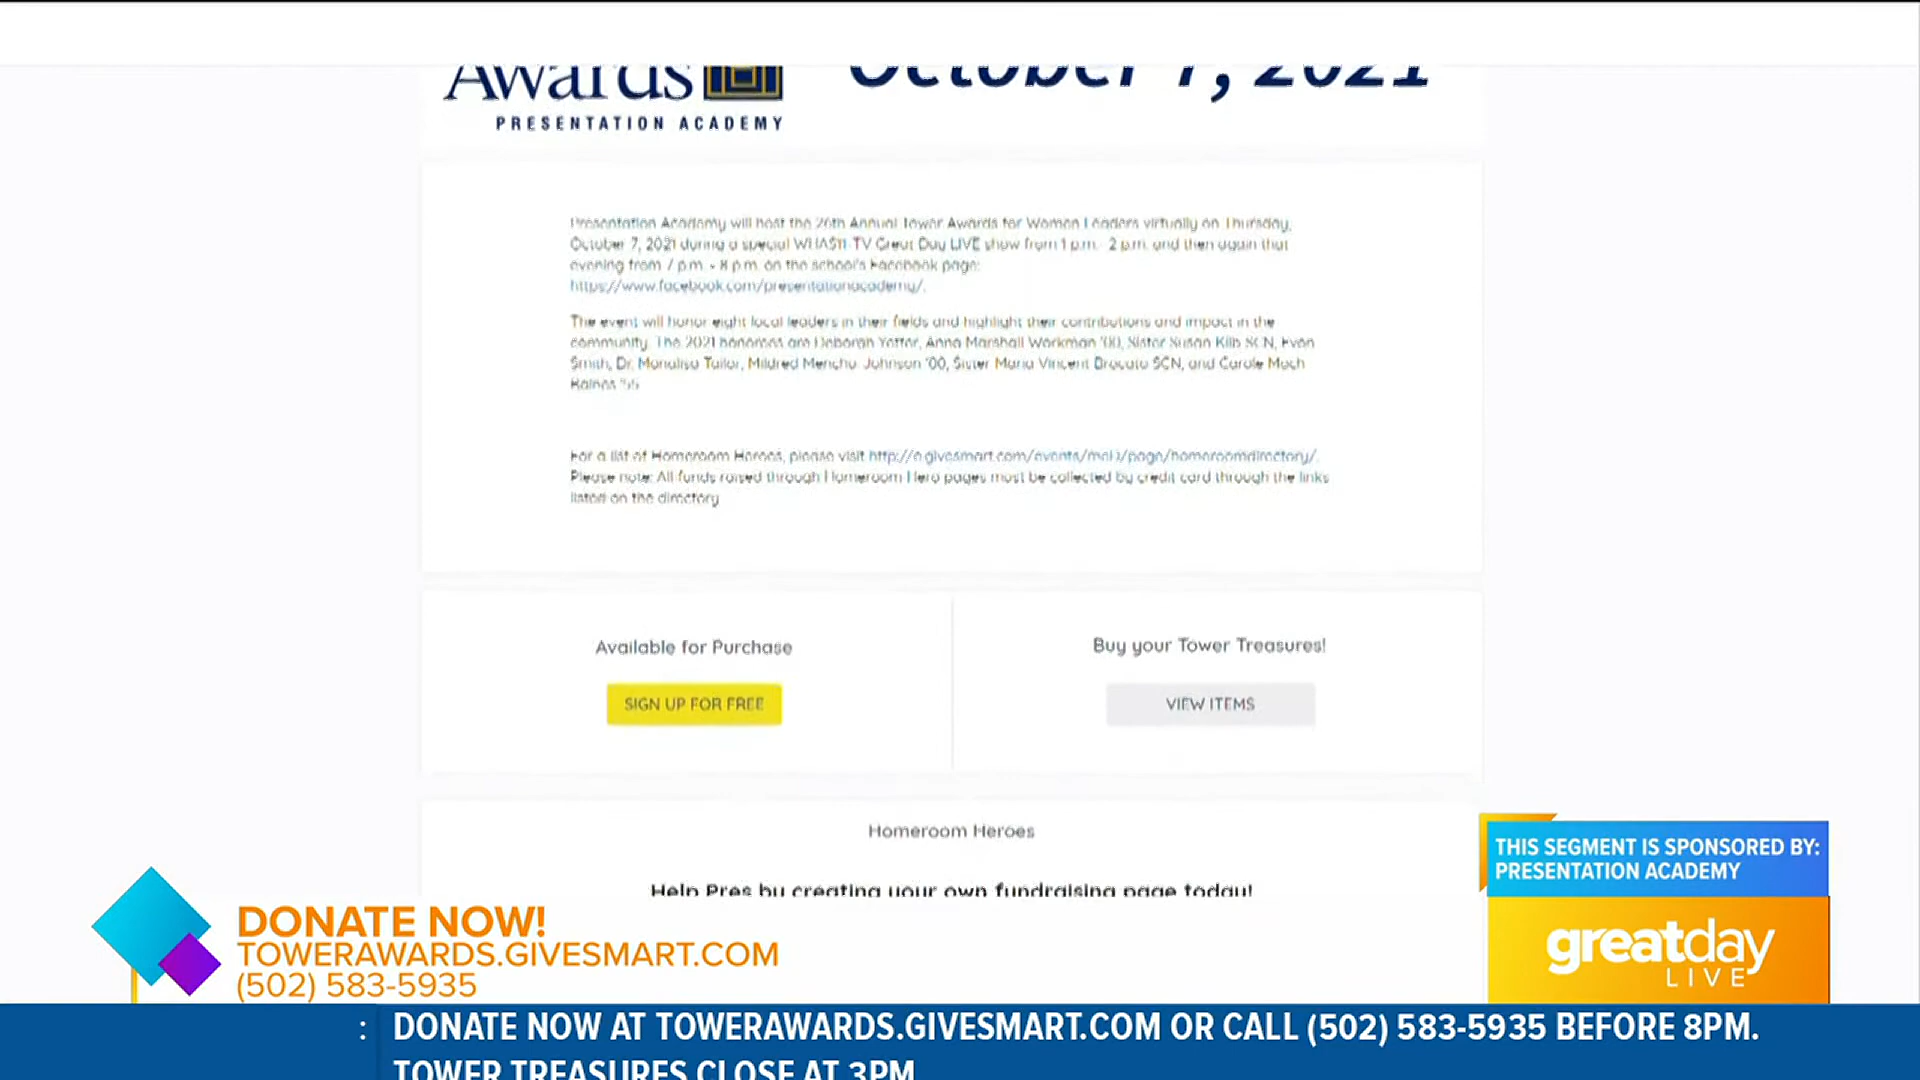 Awards October 7, 2021
PRESENTATION ACADEMY
Presentation Academy will host the 26th Annual Tower Awards for Women Leaders virtually on Thursday,
October 7, 2021 during a special WHAS11-TV Great Day LIVE show from 1 p.m. - 2 p.m. and then again that
evening from 7 p.m. - 8 p.m. on the school's Facebook page:
https://www.facebook.com/presentationacademy/.
The event will honor eight local leaders in their fields and highlight their contributions and impact in the
community. The 2021 honorees are Deborah Yetter, Anna Marshall Workman '00, Sister Susan SCN, Evon
Smith, Dr. Monalisa Tailor, Mildred Menchu Johnson '00, Sister Maria Vincent Brocato SCN, and Carole
For a list of Homeroom Heroes, please visit
Please note: All funds raised through Homeroom Hero pages must be collected by credit card through the links
listed on the directory.
Available for Purchase
SIGN UP FOR FREE
Buy your Tower Treasures!
VIEW ITEMS
Homeroom Heroes
Help Pres by creating your own fundraising page today!
THIS SEGMENT IS SPONSORED BY:
PRESENTATION ACADEMY
greatday
LIVE
DONATE NOW!
TOWERAWARDS.GIVESMART.COM
(502) 583-5935
: DONATE NOW AT TOWERAWARDS.GIVESMART.COM OR CALL (502) 583-5935 BEFORE 8PM.
TOWER TREASURES CLOSE AT 3PM